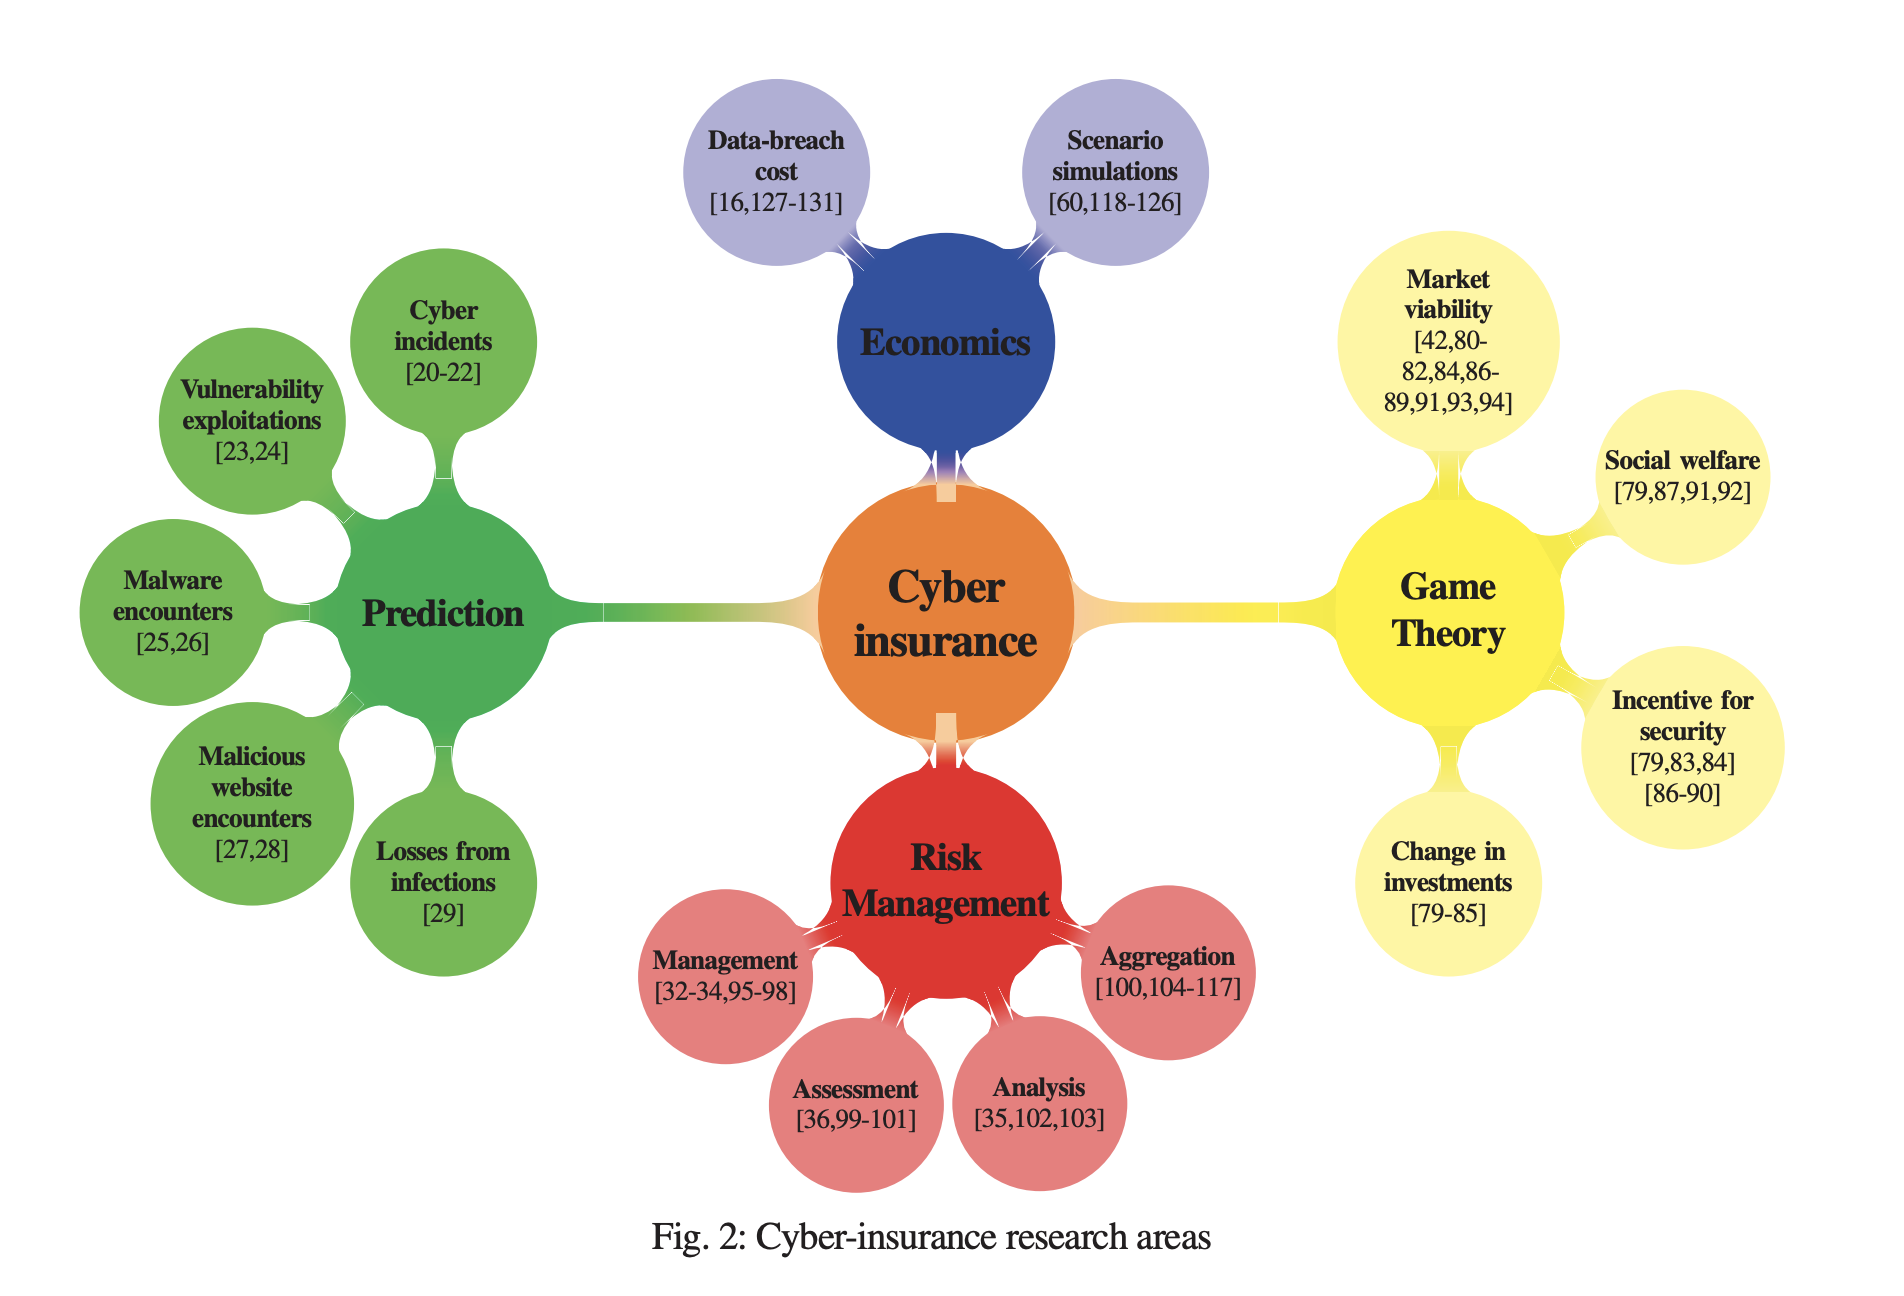 Data-breach
cost
[16,127-131]
Scenario
simulations
[60,118-126]
Economics
Cyber
incidents
[20-22]
Vulnerability
exploitations
[23,24]
Malware
encounters
[25,26]
Malicious
website
encounters
[27,28]
Losses from
infections
[29]
Prediction
Cyber
insurance
Game
Theory
Market
viability
[42,80-
82,84,86-
89,91,93,94]
Social welfare
[79,87,91,92]
Incentive for
security
[79,83,84]
[86-90]
Change in
investments
[79-85]
Risk
Management
Management
[32-34,95-98]
Assessment
[36,99-101]
Analysis
[35,102,103]
Aggregation
[100,104-117]
Fig. 2: Cyber-insurance research areas